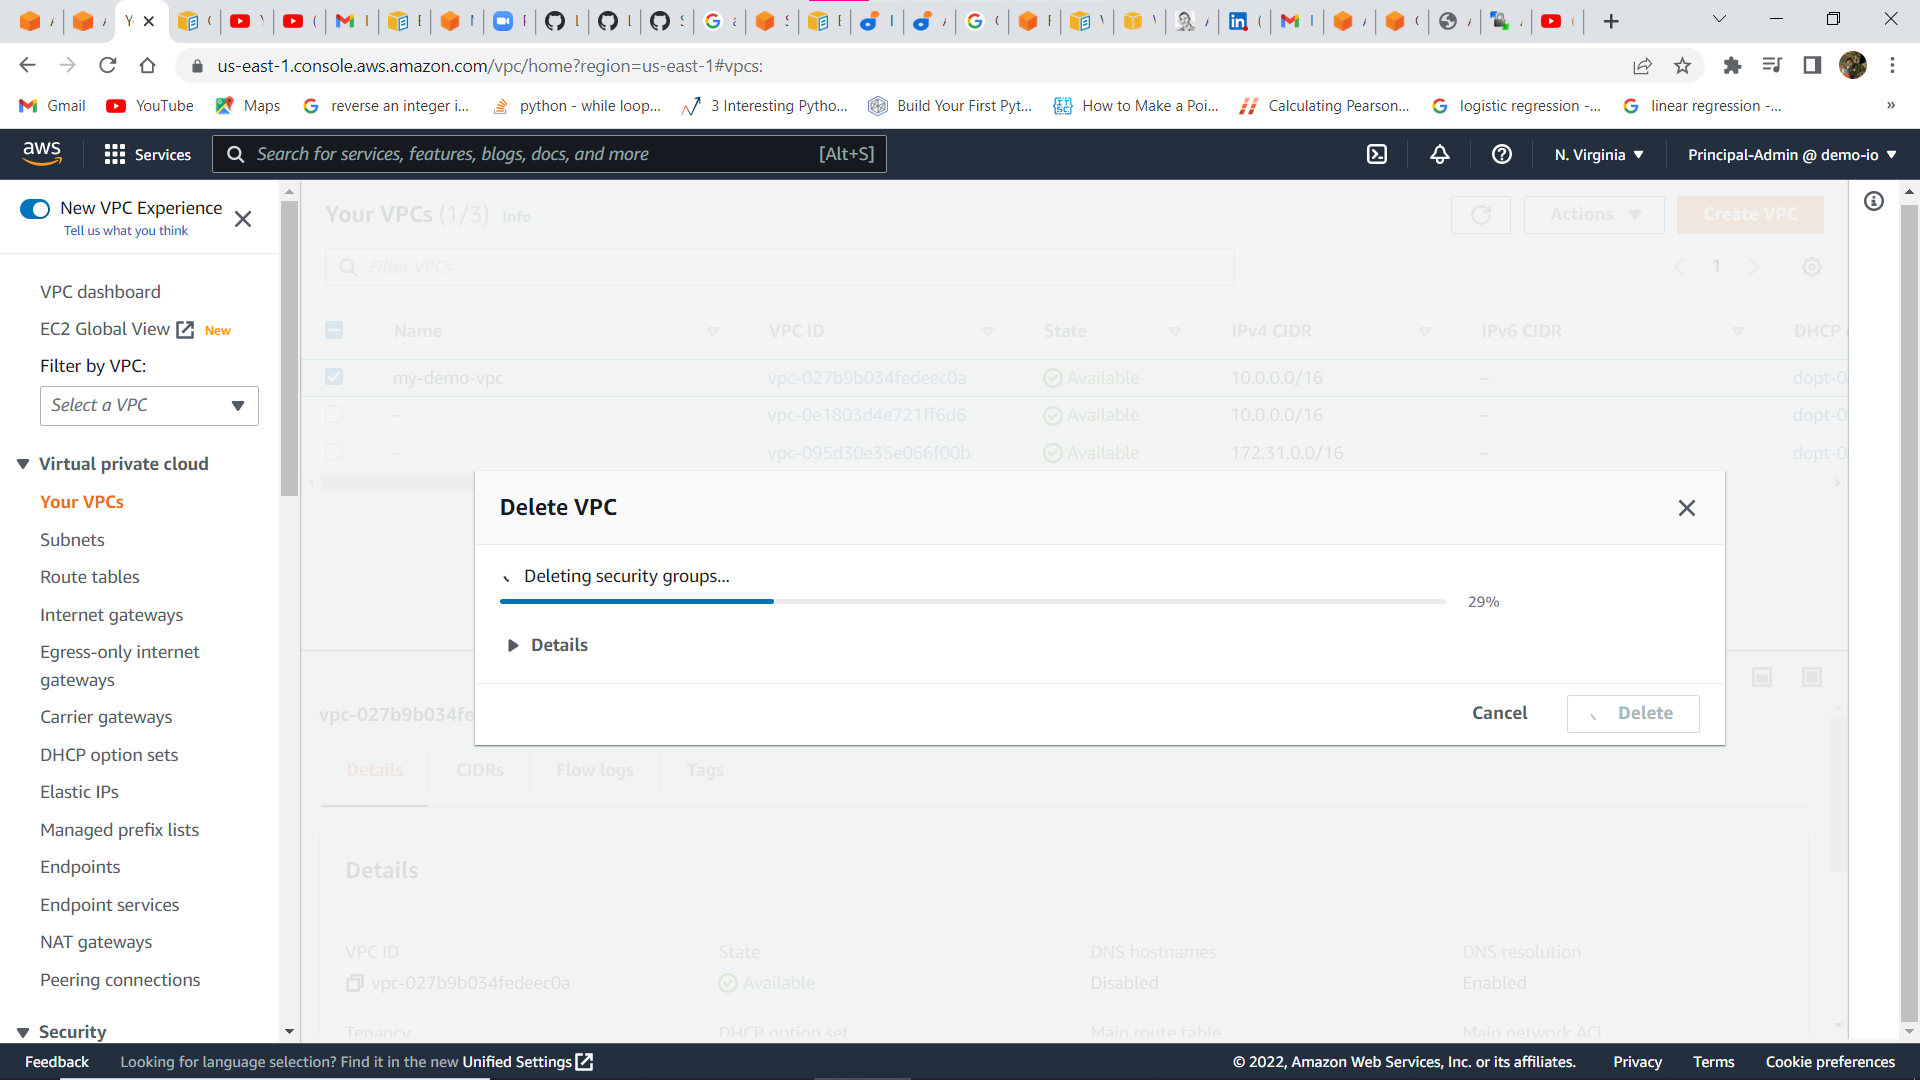 us-east-1.console.aws.amazon.com/vpc/home?region=us-east-1#vpcs:
Gmail
YouTube
Maps
reverse an integer i...
python - while loop...
3 Interesting Pytho...
Build Your First Pyt...
How to Make a Poi...
Calculating Pearson...
logistic regression -...
linear regression -...
»
aws
Services
Search for services, features, blogs, docs, and more
[Alt+S]
N. Virginia
Principal-Admin @ demo-io
New VPC Experience
Tell us what you think
VPC dashboard
EC2 Global View New
Filter by VPC:
Select a VPC
Virtual private cloud
Your VPCs
Subnets
Route tables
Internet gateways
Egress-only internet
gateways
Carrier gateways
DHCP option sets
Elastic IPs
Managed prefix lists
Endpoints
Endpoint services
NAT gateways
Peering connections
Security
Your VPCs (1/3) Info
Actions
Create VPC
Filter VPCs
1
Name VPC ID State IPv4 CIDR IPv6 CIDR DHCP
my-demo-vpc vpc-027b9b034fedeec0a Available 10.0.0.0/16 – dopt-0
– vpc-0e1803d4e721ff6d6 Available 10.0.0.0/16 – dopt-0
– vpc-095d30e35e066f00b Available 172.31.0.0/16 – dopt-0
Delete VPC
Deleting security groups...
29%
Details
Cancel
Delete
vpc-027b9b034fe
Details CIDRs Flow logs Tags
Details
VPC ID
vpc-027b9b034fedeec0a
State
Available
DNS hostnames
Disabled
DNS resolution
Enabled
Tenancy
DHCP option set
Main route table
Main network ACL
Feedback
Looking for language selection? Find it in the new Unified Settings
© 2022, Amazon Web Services, Inc. or its affiliates.
Privacy
Terms
Cookie preferences